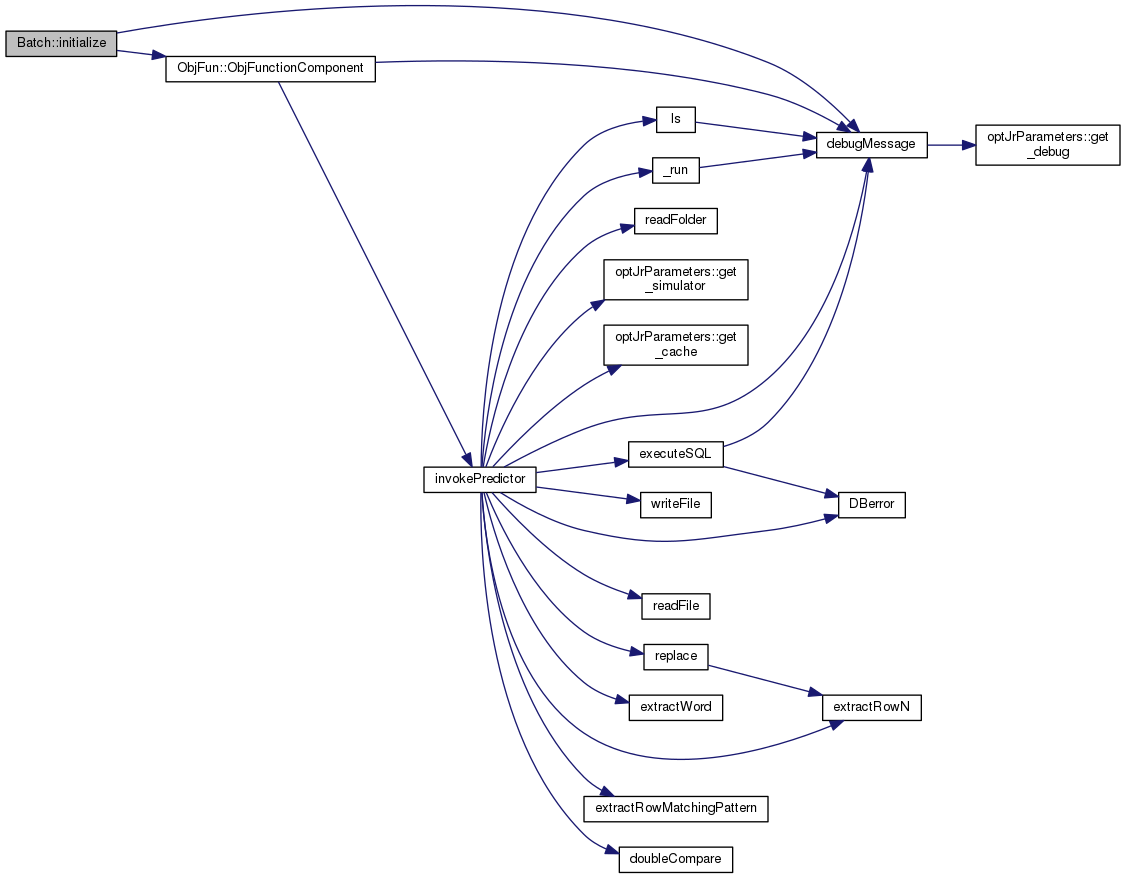 Batch::initialize
ObjFun::ObjFunctionComponent
ls
debugMessage
optJrParameters::get
_debug
_run
readFolder
optJrParameters::get
_simulator
optJrParameters::get
_cache
executeSQL
invokePredictor
writeFile
DBerror
readFile
replace
extractWord
extractRowN
extractRowMatchingPattern
doubleCompare